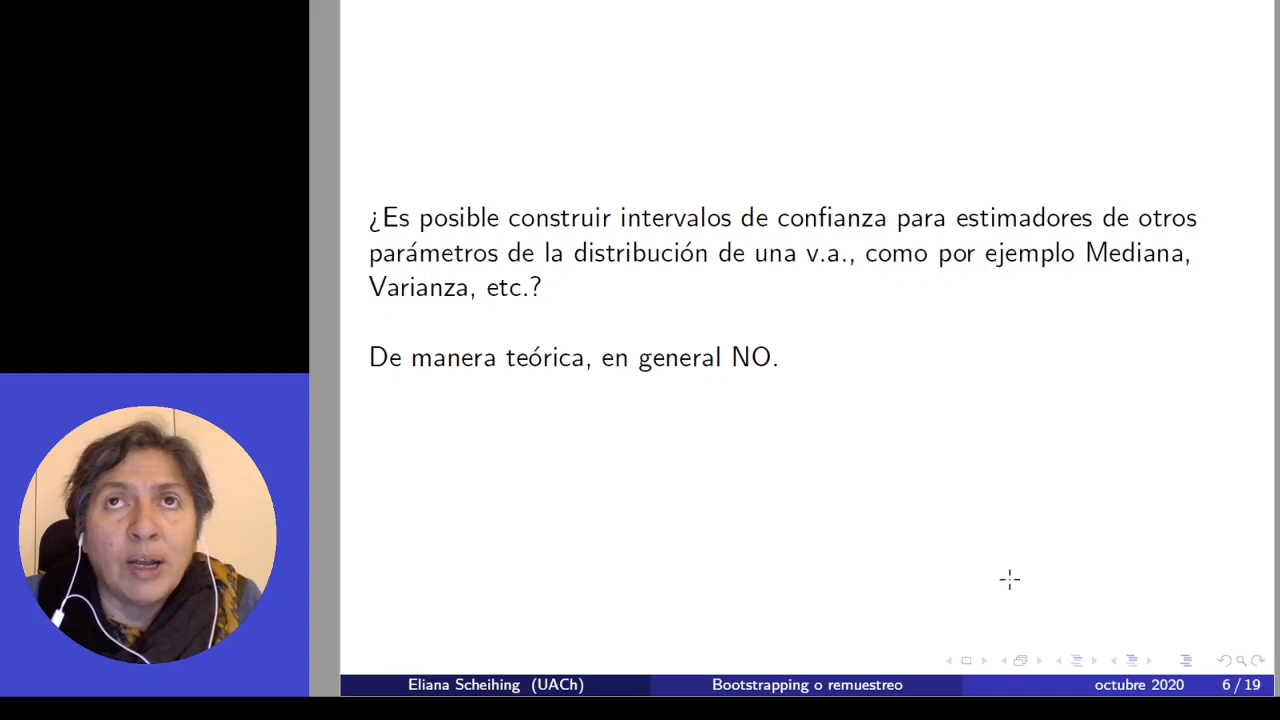 ¿Es posible construir intervalos de confianza para estimadores de otros
parámetros de la distribución de una v.a., como por ejemplo Mediana,
Varianza, etc.?
De manera teórica, en general NO.
Eliana Scheihing (UACh) Bootstrapping o remuestreo octubre 2020 6 / 19